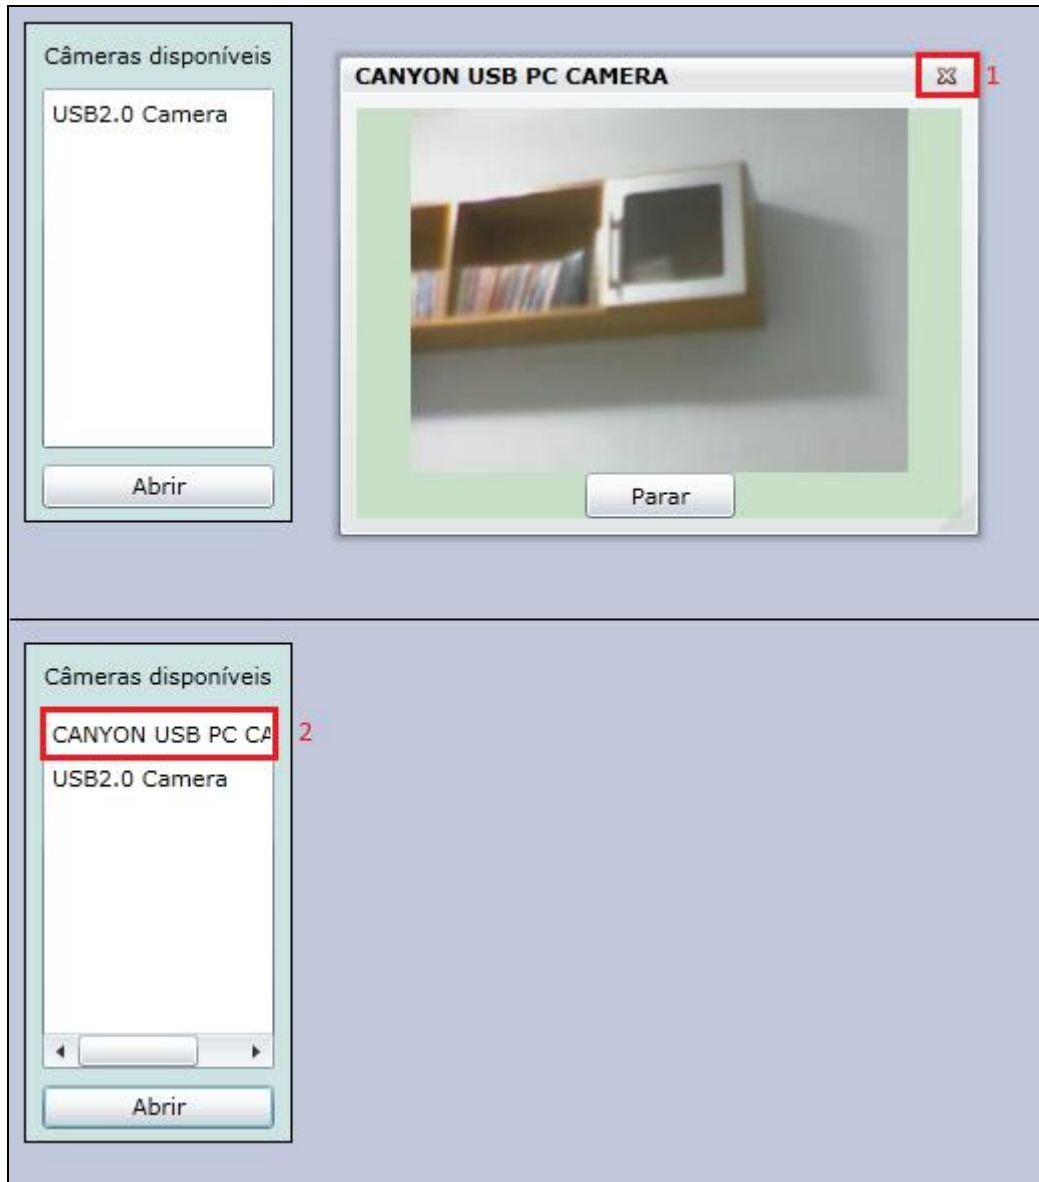 Câmeras disponíveis
USB2.0 Camera
Abrir
CANYON USB PC CAMERA
1
Parar
Câmeras disponíveis
CANYON USB PC CA
2
USB2.0 Camera
Abrir